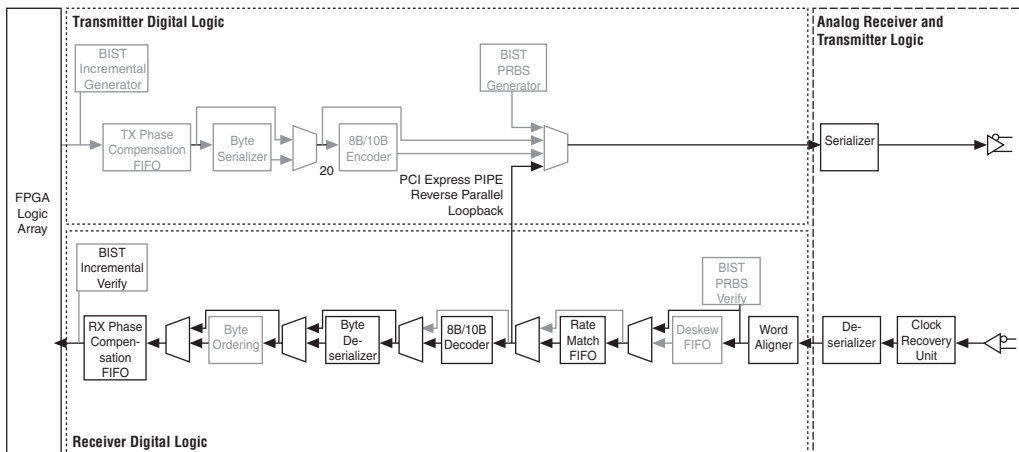 Transmitter Digital Logic
Analog Receiver and
Transmitter Logic
BIST
Incremental
Generator
BIST
PRBS
Generator
TX Phase
Compensation
FIFO
Byte
Serializer
20
8B/10B
Encoder
Serializer
PCI Express PIPE
Reverse Parallel
Loopback
FPGA
Logic
Array
BIST
Incremental
Verify
BIST
PRBS
Verify
RX Phase
Compen-
sation
FIFO
Byte
Ordering
Byte
De-
serializer
8B/10B
Decoder
Rate
Match
FIFO
Deskew
FIFO
Word
Aligner
De-
serializer
Clock
Recovery
Unit
Receiver Digital Logic